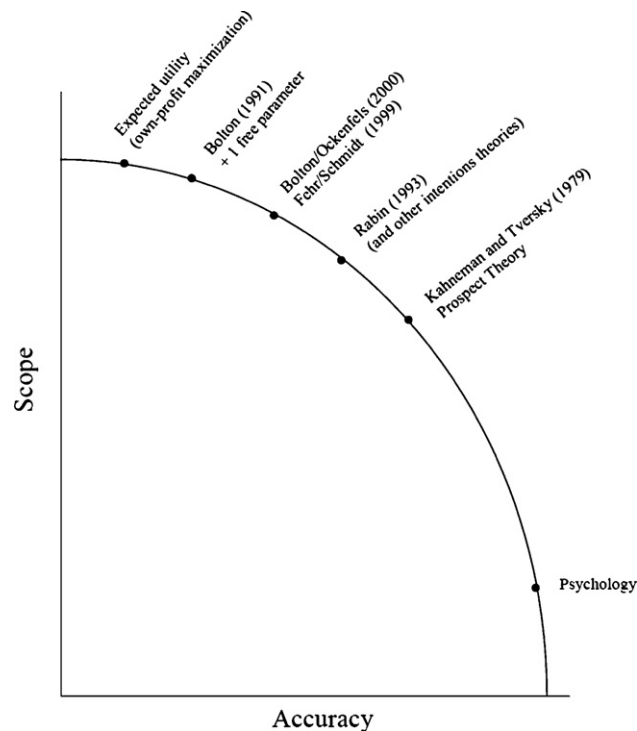 Expected utility
(own-profit maximization)
Bolton (1991)
+ 1 free parameter
Bolton/Ockenfels (2000)
Fehr/Schmidt (1999)
Rabin (1993)
(and other intentions theories)
Kahneman and Tversky (1979)
Prospect Theory
Scope
Psychology
Accuracy